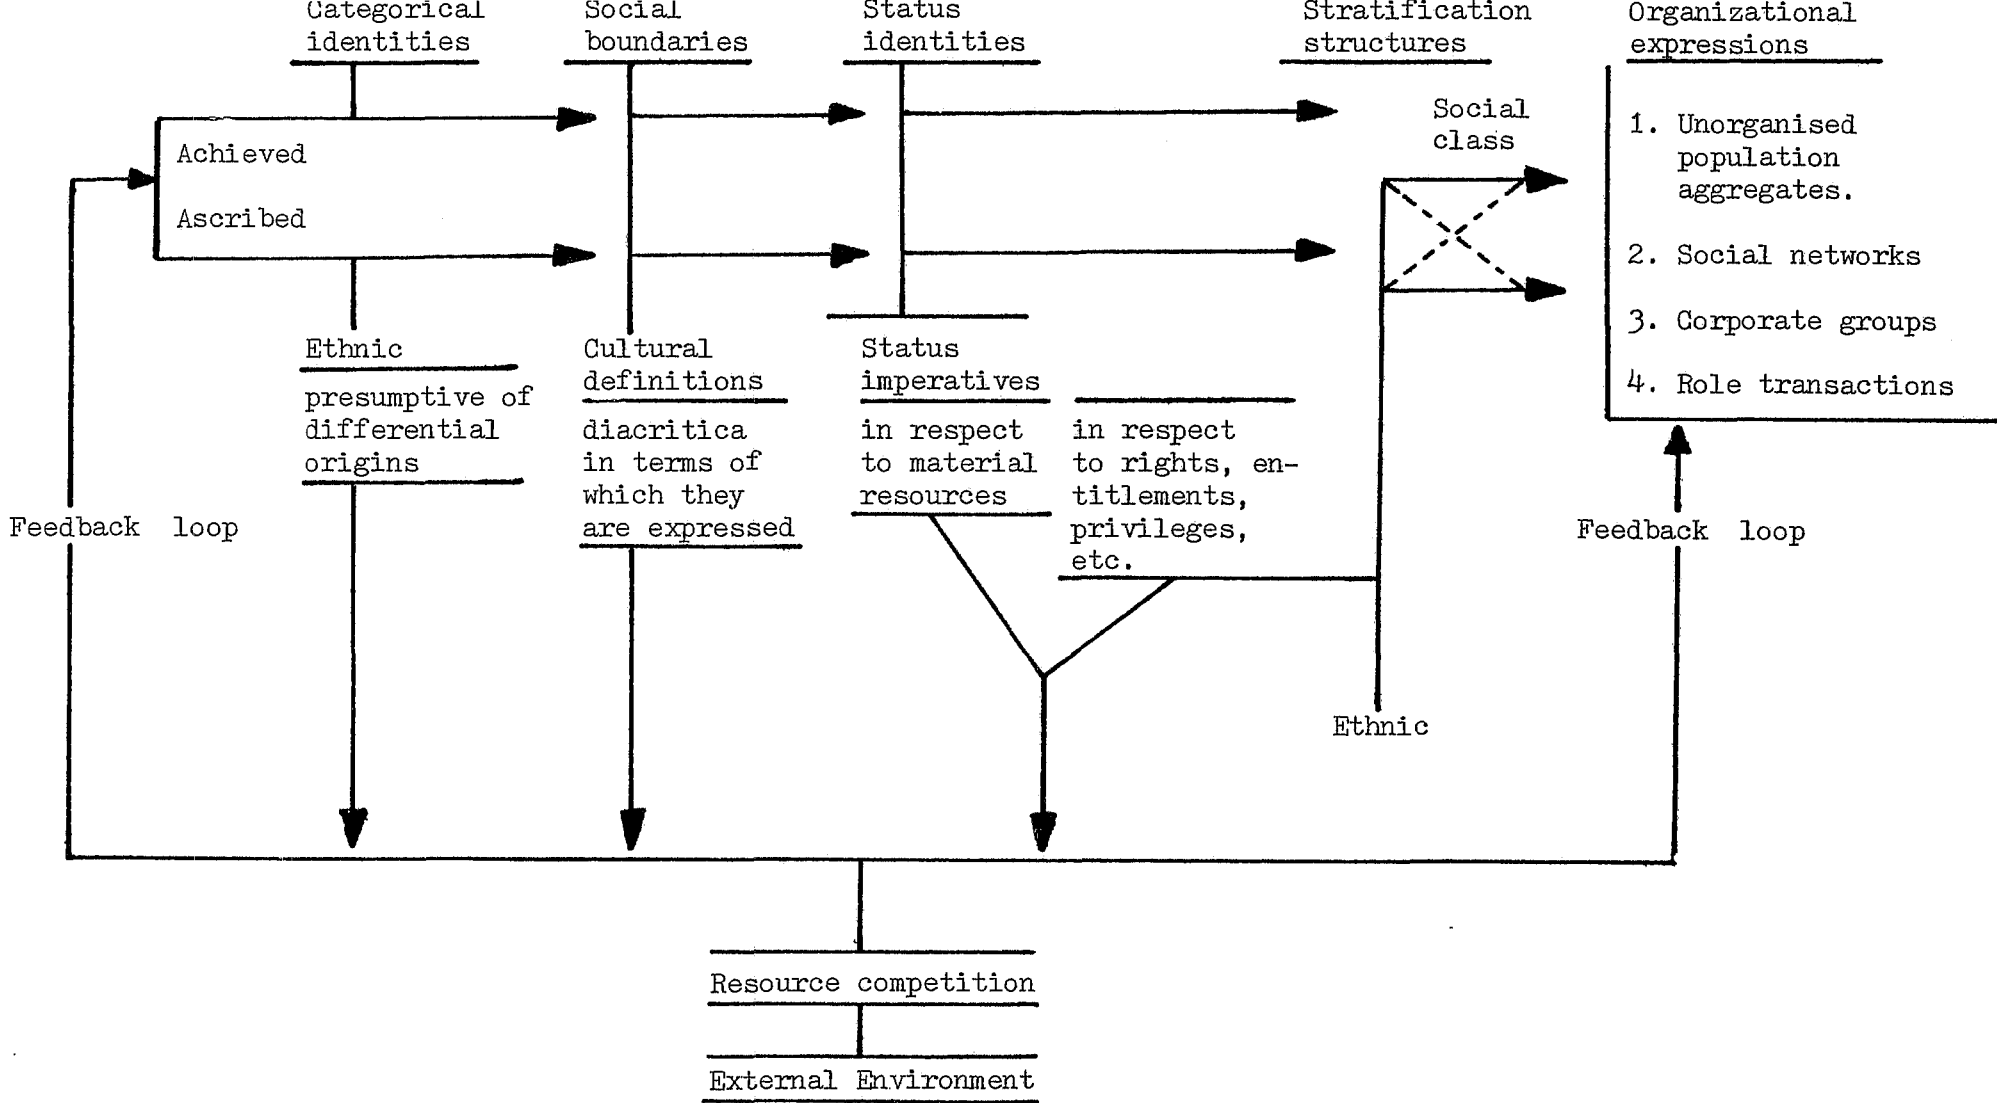 Categorical
identities
Social
boundaries
Status
identities
Stratification
structures
Organizational
expressions
Social
class
1. Unorganised
population
aggregates.
2. Social networks
3. Corporate groups
4. Role transactions
Achieved
Ascribed
Ethnic
presumptive of
differential
origins
Cultural
definitions
diacritica
in terms of
which they
are expressed
Status
imperatives
in respect
to material
resources
in respect
to rights, en-
titlements,
privileges,
etc.
Feedback loop
Feedback loop
Ethnic
Resource competition
External Environment